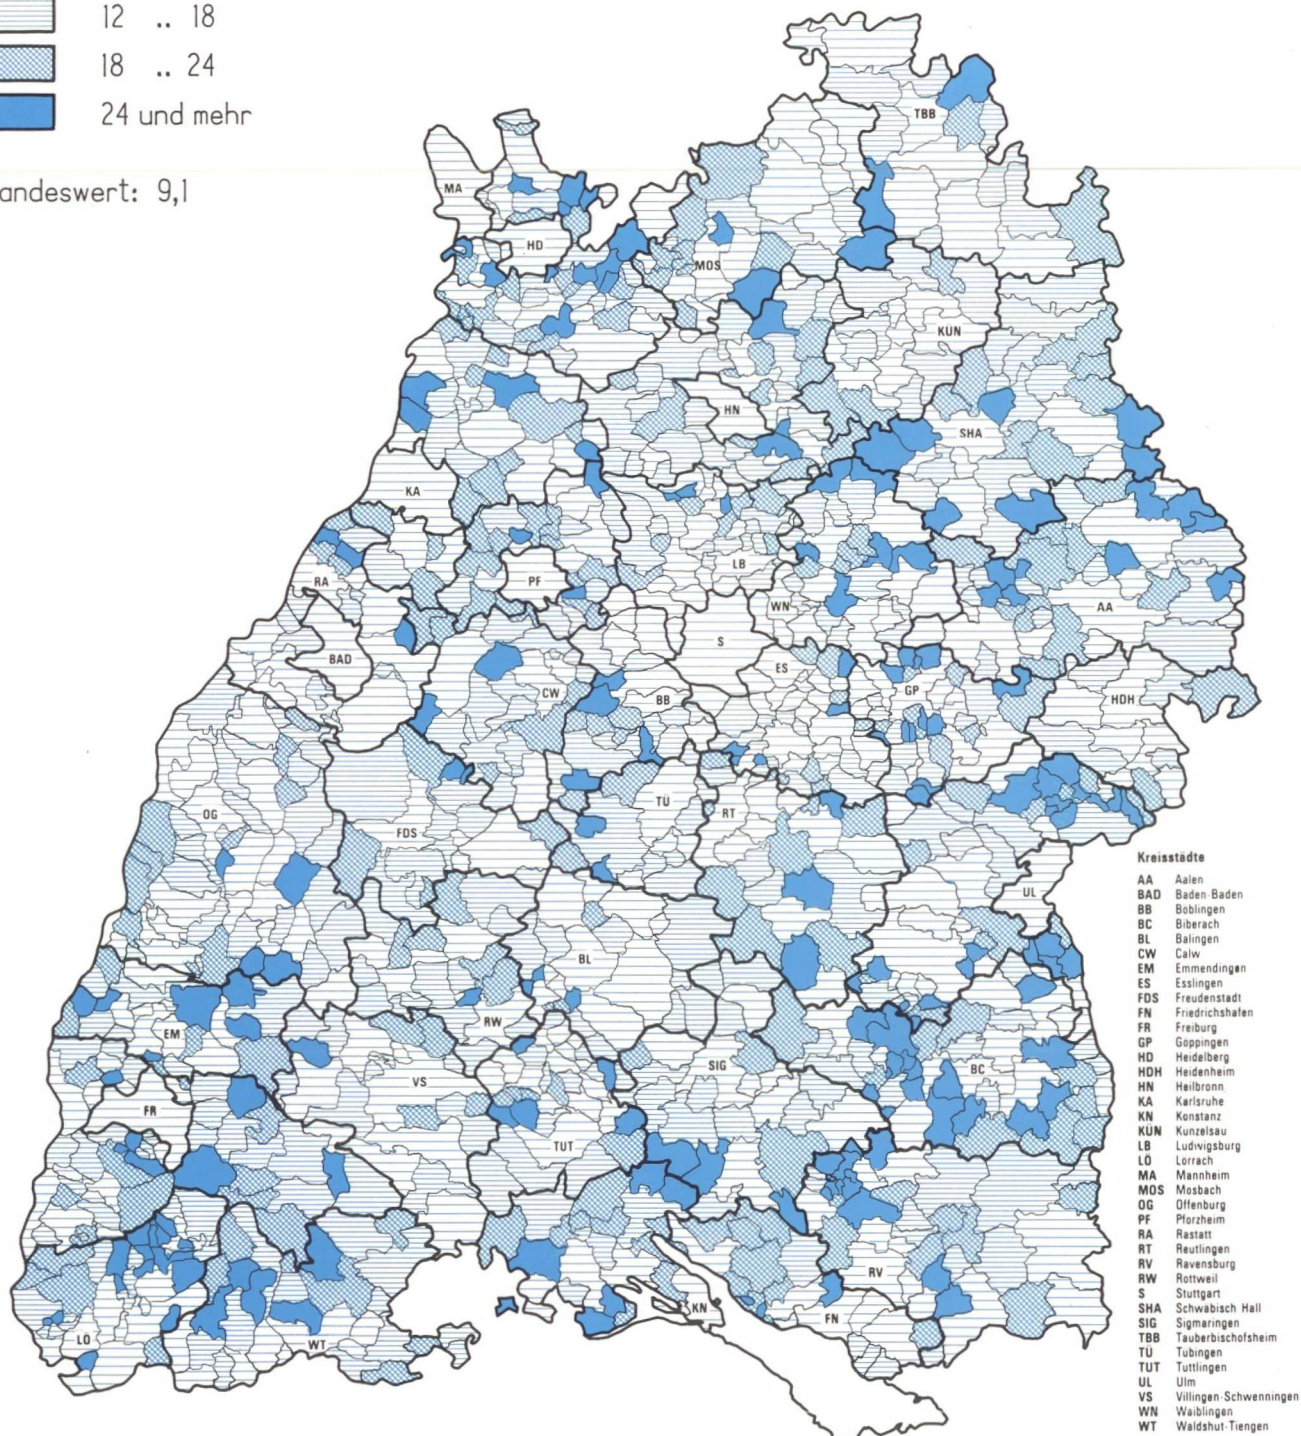 12 .. 18
18 .. 24
24 und mehr
andeswert: 9,1
TBB
MA
HD
MOS
KÜN
HN
SHA
KA
LB
RA
PF
WN
AA
S
BAD
ES
CW
BB
GP
HDH
OG
TÜ
RT
FDS
UL
BL
EM
RW
SIG
BC
VS
FR
TUT
RV
KN
FN
LÖ
WT
Kreisstädte
AA Aalen
BAD Baden-Baden
BB Böblingen
BC Biberach
BL Balingen
CW Calw
EM Emmendingen
ES Esslingen
FDS Freudenstadt
FN Friedrichshafen
FR Freiburg
GP Göppingen
HD Heidelberg
HDH Heidenheim
HN Heilbronn
KA Karlsruhe
KN Konstanz
KÜN Künzelsau
LB Ludwigsburg
LÖ Lörrach
MA Mannheim
MOS Mosbach
OG Offenburg
PF Pforzheim
RA Rastatt
RT Reutlingen
RV Ravensburg
RW Rottweil
S Stuttgart
SHA Schwäbisch Hall
SIG Sigmaringen
TBB Tauberbischofsheim
TÜ Tübingen
TUT Tuttlingen
UL Ulm
VS Villingen-Schwenningen
WN Waiblingen
WT Waldshut-Tiengen